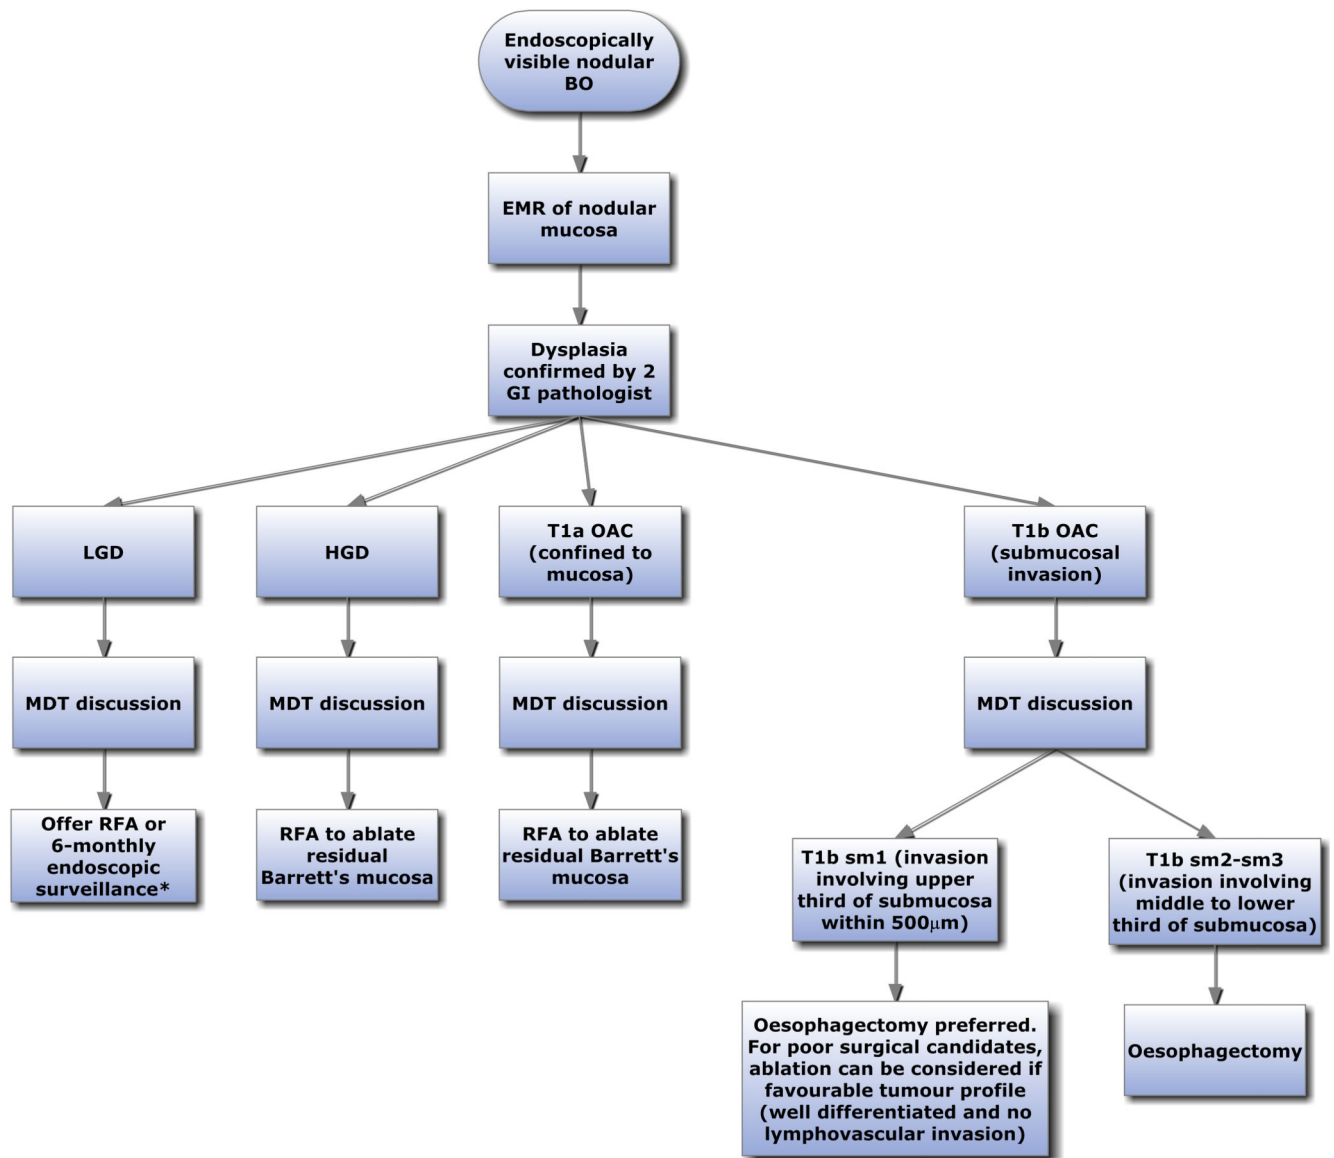 Endoscopically
visible nodular
BO
EMR of nodular
mucosa
Dysplasia
confirmed by 2
GI pathologist
LGD
HGD
T1a OAC
(confined to
mucosa)
T1b OAC
(submucosal
invasion)
MDT discussion
MDT discussion
MDT discussion
MDT discussion
Offer RFA or
6-monthly
endoscopic
surveillance*
RFA to ablate
residual
Barrett's mucosa
RFA to ablate
residual Barrett's
mucosa
T1b sm1 (invasion
involving upper
third of submucosa
within 500μm)
T1b sm2-sm3
(invasion involving
middle to lower
third of submucosa)
Oesophagectomy preferred.
For poor surgical candidates,
ablation can be considered if
favourable tumour profile
(well differentiated and no
lymphovascular invasion)
Oesophagectomy